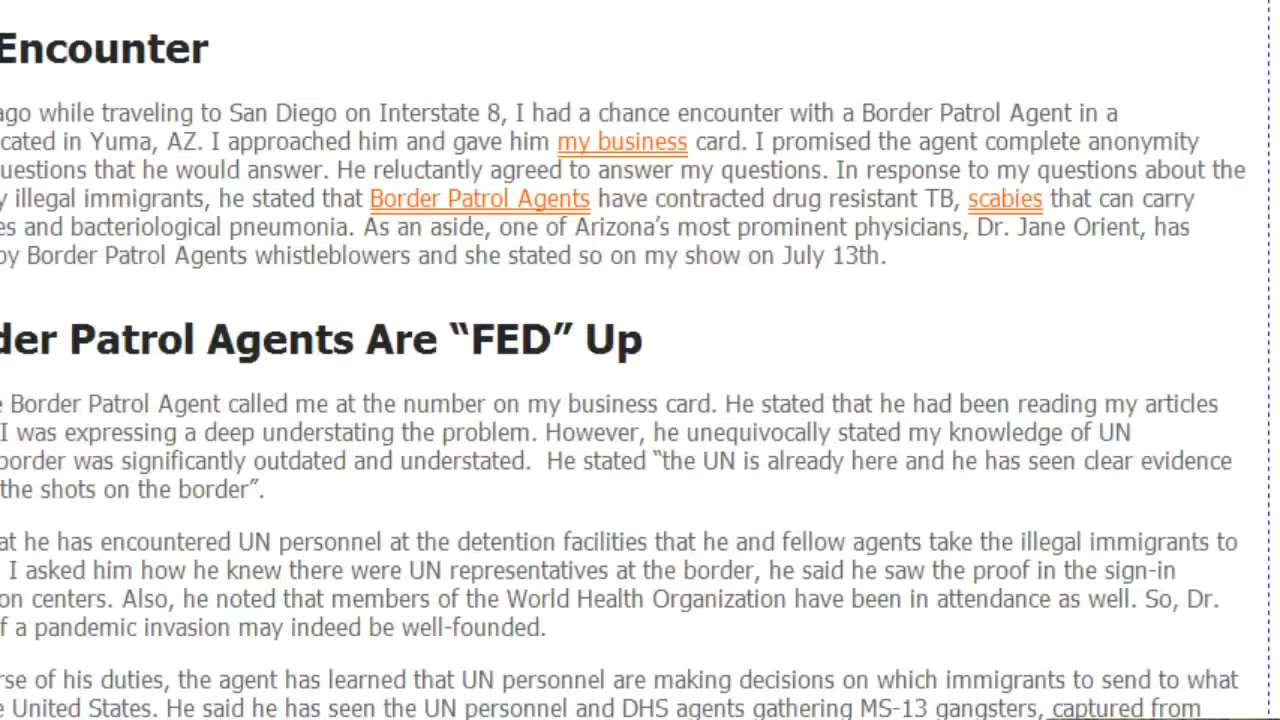 Encounter
ago while traveling to San Diego on Interstate 8, I had a chance encounter with a Border Patrol Agent in a
cated in Yuma, AZ. I approached him and gave him my business card. I promised the agent complete anonymity
uestions that he would answer. He reluctantly agreed to answer my questions. In response to my questions about the
y illegal immigrants, he stated that Border Patrol Agents have contracted drug resistant TB, scabies that can carry
es and bacteriological pneumonia. As an aside, one of Arizona’s most prominent physicians, Dr. Jane Orient, has
by Border Patrol Agents whistleblowers and she stated so on my show on July 13th.
der Patrol Agents Are “FED” Up
e Border Patrol Agent called me at the number on my business card. He stated that he had been reading my articles
I was expressing a deep understating the problem. However, he unequivocally stated my knowledge of UN
border was significantly outdated and understated.  He stated “the UN is already here and he has seen clear evidence
the shots on the border”.
at he has encountered UN personnel at the detention facilities that he and fellow agents take the illegal immigrants to
I asked him how he knew there were UN representatives at the border, he said he saw the proof in the sign-in
on centers. Also, he noted that members of the World Health Organization have been in attendance as well. So, Dr.
f a pandemic invasion may indeed be well-founded.
rse of his duties, the agent has learned that UN personnel are making decisions on which immigrants to send to what
e United States. He said he has seen the UN personnel and DHS agents gathering MS-13 gangsters, captured from